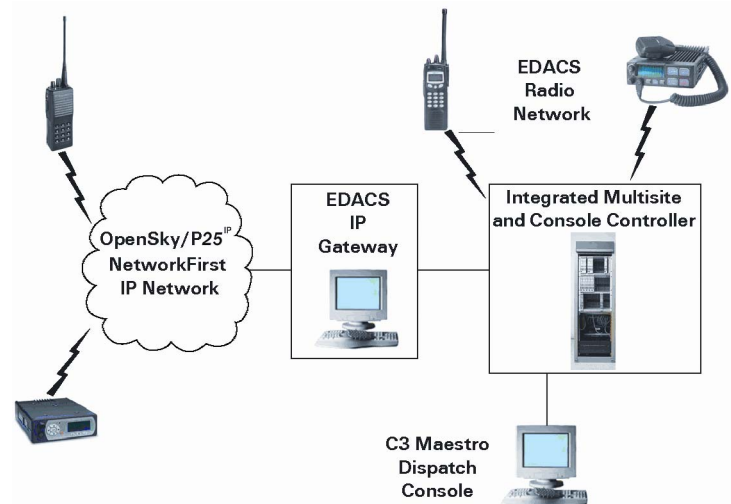 EDACS
Radio
Network
EDACS
IP
Gateway
Integrated Multisite
and Console Controller
OpenSky/P25IP
NetworkFirst
IP Network
C3 Maestro
Dispatch
Console